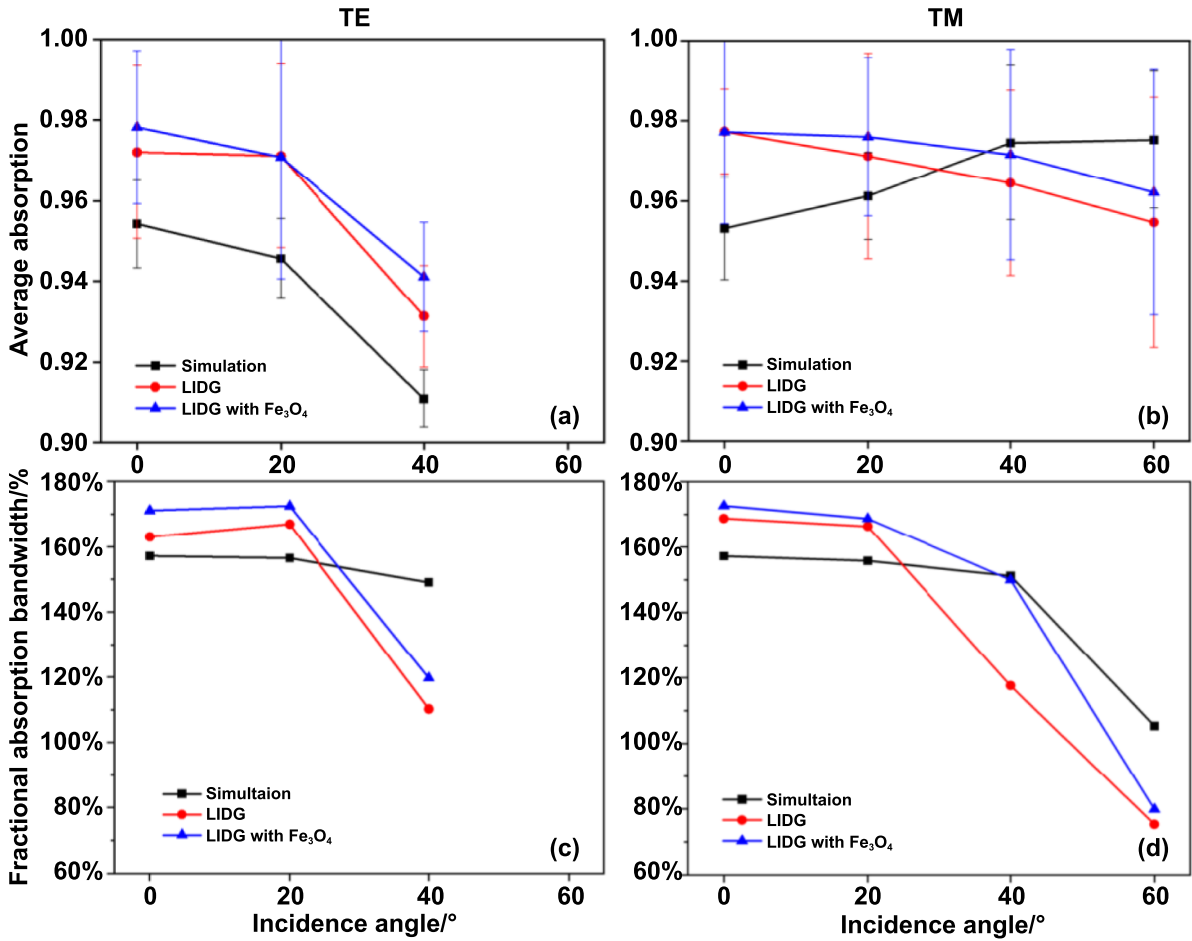 TE
TM
Average absorption
1.00
0.98
0.96
0.94
0.92
0.90
Simulation
LIDG
LIDG with Fe₃O₄
(a)
0
20
40
60
1.00
0.98
0.96
0.94
0.92
0.90
Simulation
LIDG
LIDG with Fe₃O₄
(b)
0
20
40
60
Fractional absorption bandwidth/%
180%
160%
140%
120%
100%
80%
60%
Simultaion
LIDG
LIDG with Fe₃O₄
(c)
0
20
40
60
Incidence angle/°
180%
160%
140%
120%
100%
80%
60%
Simultaion
LIDG
LIDG with Fe₃O₄
(d)
0
20
40
60
Incidence angle/°